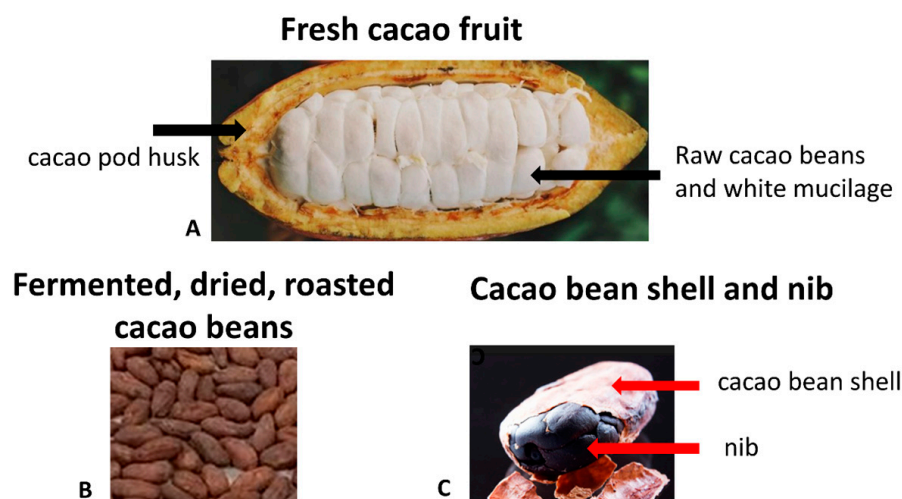 Fresh cacao fruit
cacao pod husk
Raw cacao beans
and white mucilage
A
Fermented, dried, roasted
cacao beans
B
Cacao bean shell and nib
C
cacao bean shell
nib
C